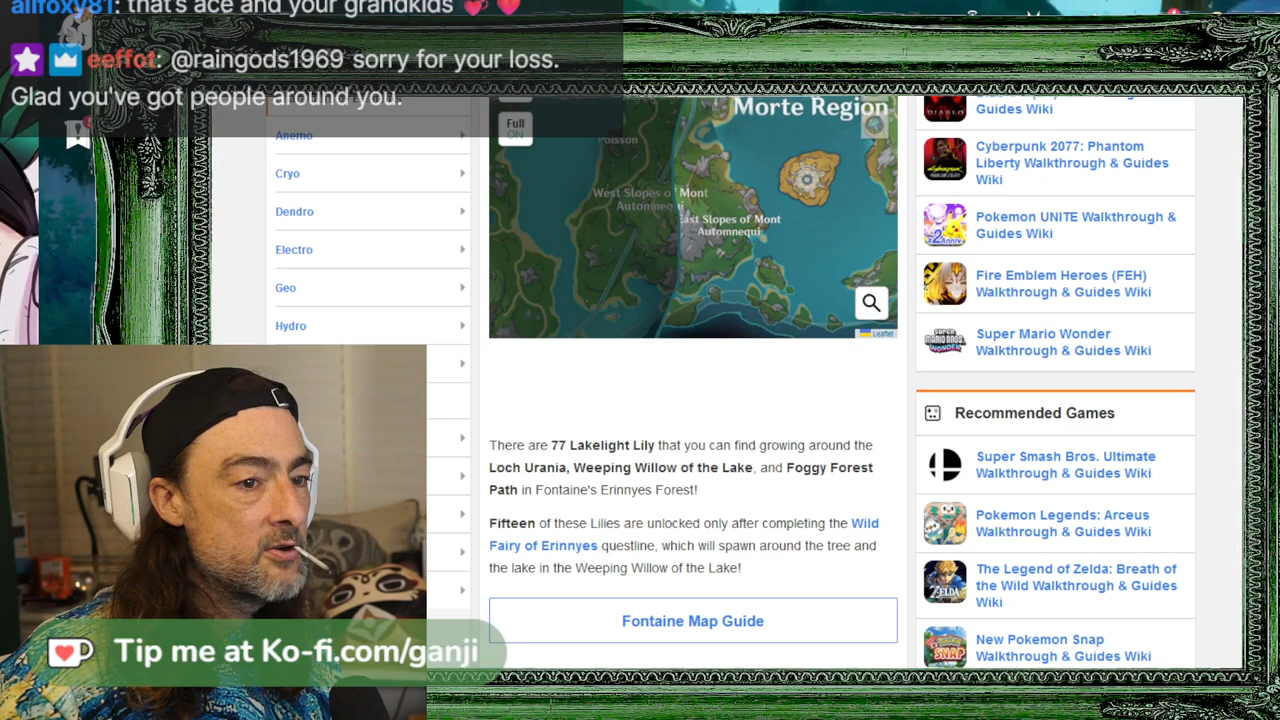 allfoxy81: that's ace and your grandkids
eeffot: @raingods1969 sorry for your loss.
Glad you've got people around you.
Anemo
Cryo
Dendro
Electro
Geo
Hydro
Full
ON
Morte Region
Poisson
West Slopes of Mont
Automnequi
East Slopes of Mont
Automnequi
Leaflet
There are 77 Lakelight Lily that you can find growing around the
Loch Urania, Weeping Willow of the Lake, and Foggy Forest
Path in Fontaine's Erinnyes Forest!
Fifteen of these Lilies are unlocked only after completing the Wild
Fairy of Erinnyes questline, which will spawn around the tree and
the lake in the Weeping Willow of the Lake!
Fontaine Map Guide
DIABLO
Guides Wiki
Cyberpunk 2077: Phantom
Liberty Walkthrough & Guides
Wiki
Pokemon UNITE Walkthrough &
Guides Wiki
Fire Emblem Heroes (FEH)
Walkthrough & Guides Wiki
Super Mario Wonder
Walkthrough & Guides Wiki
Recommended Games
Super Smash Bros. Ultimate
Walkthrough & Guides Wiki
Pokemon Legends: Arceus
Walkthrough & Guides Wiki
The Legend of Zelda: Breath of
the Wild Walkthrough & Guides
Wiki
New Pokemon Snap
Walkthrough & Guides Wiki
Tip me at Ko-fi.com/ganji